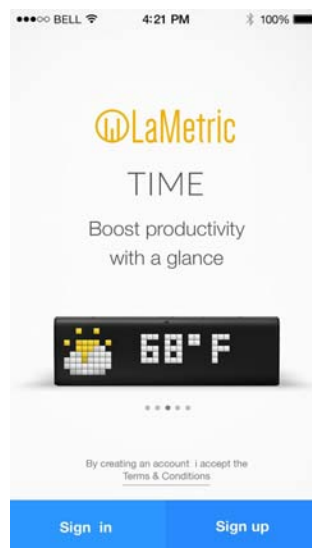 BELL 4:21 PM 100%
LaMetric
TIME
Boost productivity
with a glance
68°F
By creating an account i accept the
Terms & Conditions
Sign in Sign up